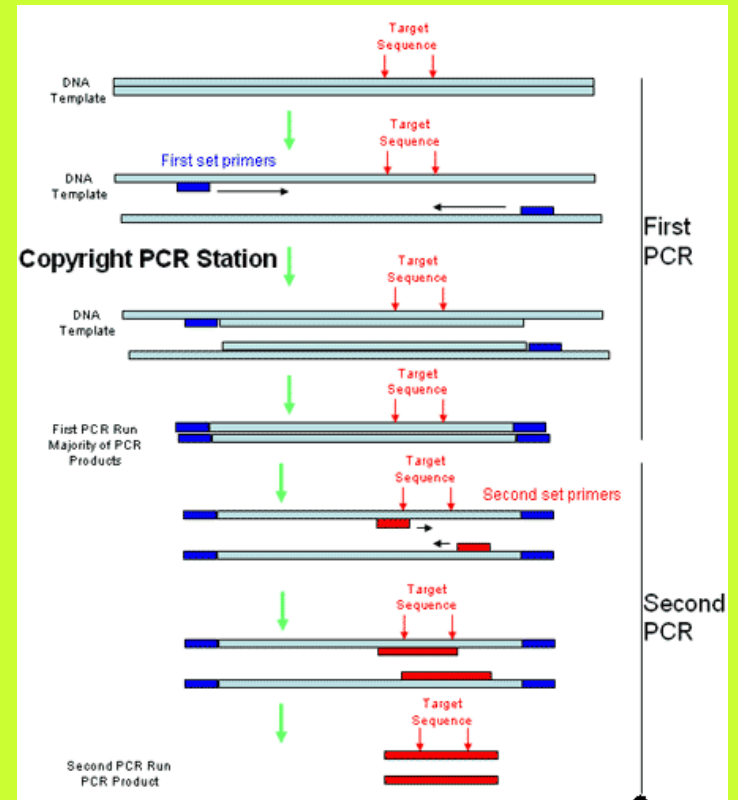 Target
Sequence
DNA
Template
Target
Sequence
First set primers
DNA
Template
First
PCR
Copyright PCR Station
Target
Sequence
DNA
Template
Target
Sequence
First PCR Run
Majority of PCR
Products
Target
Sequence
Second set primers
Target
Sequence
Second
PCR
Target
Sequence
Second PCR Run
PCR Product